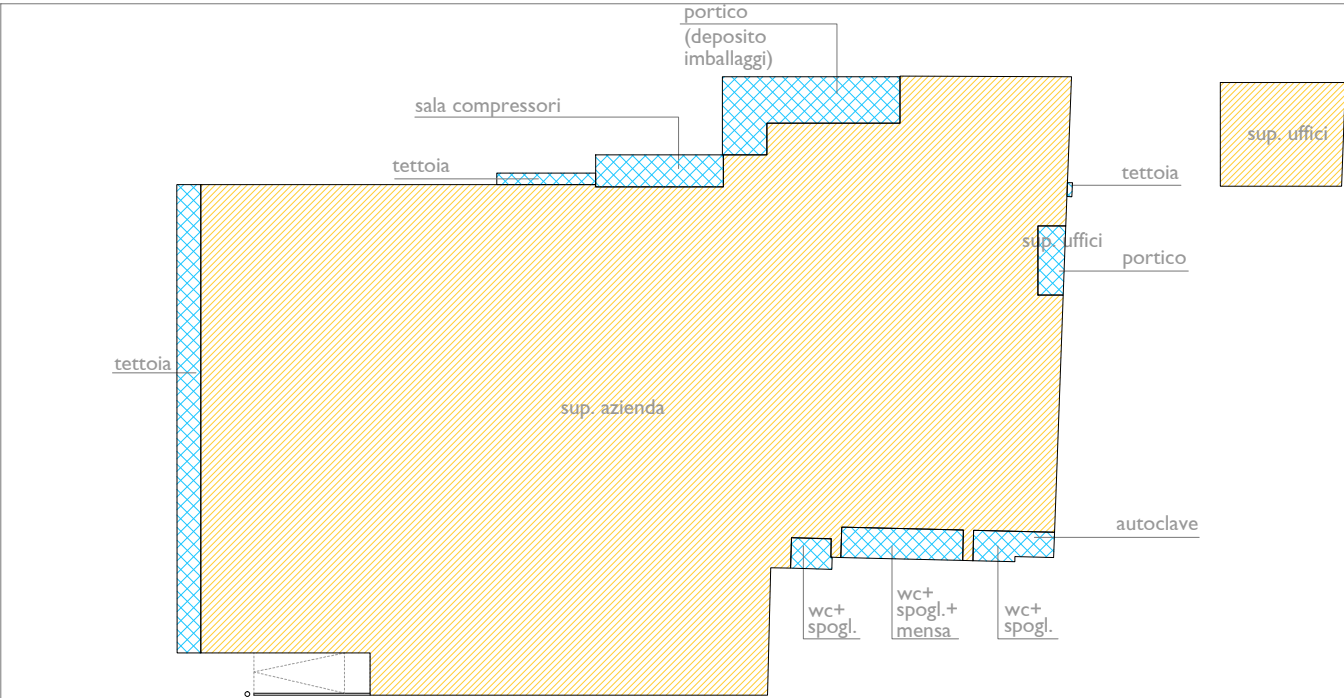 portico
(deposito
imballaggi)
sala compressori
sup. uffici
tettoia
tettoia
sup. uffici
portico
tettoia
sup. azienda
autoclave
wc+
spogl.
wc+
spogl.+
mensa
wc+
spogl.